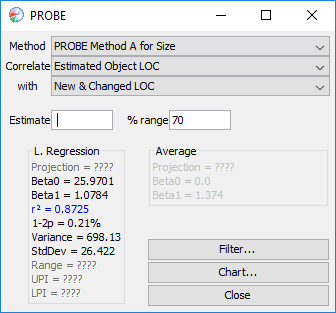 PROBE
Method PROBE Method A for Size
Correlate Estimated Object LOC
with New & Changed LOC
Estimate % range 70
L. Regression
Projection = ????
Beta0 = 25.9701
Beta1 = 1.0784
r² = 0.8725
1-2p = 0.21%
Variance = 698.13
StdDev = 26.422
Range = ????
UPI = ????
LPI = ????
Average
Projection = ????
Beta0 = 0.0
Beta1 = 1.374
Filter...
Chart...
Close